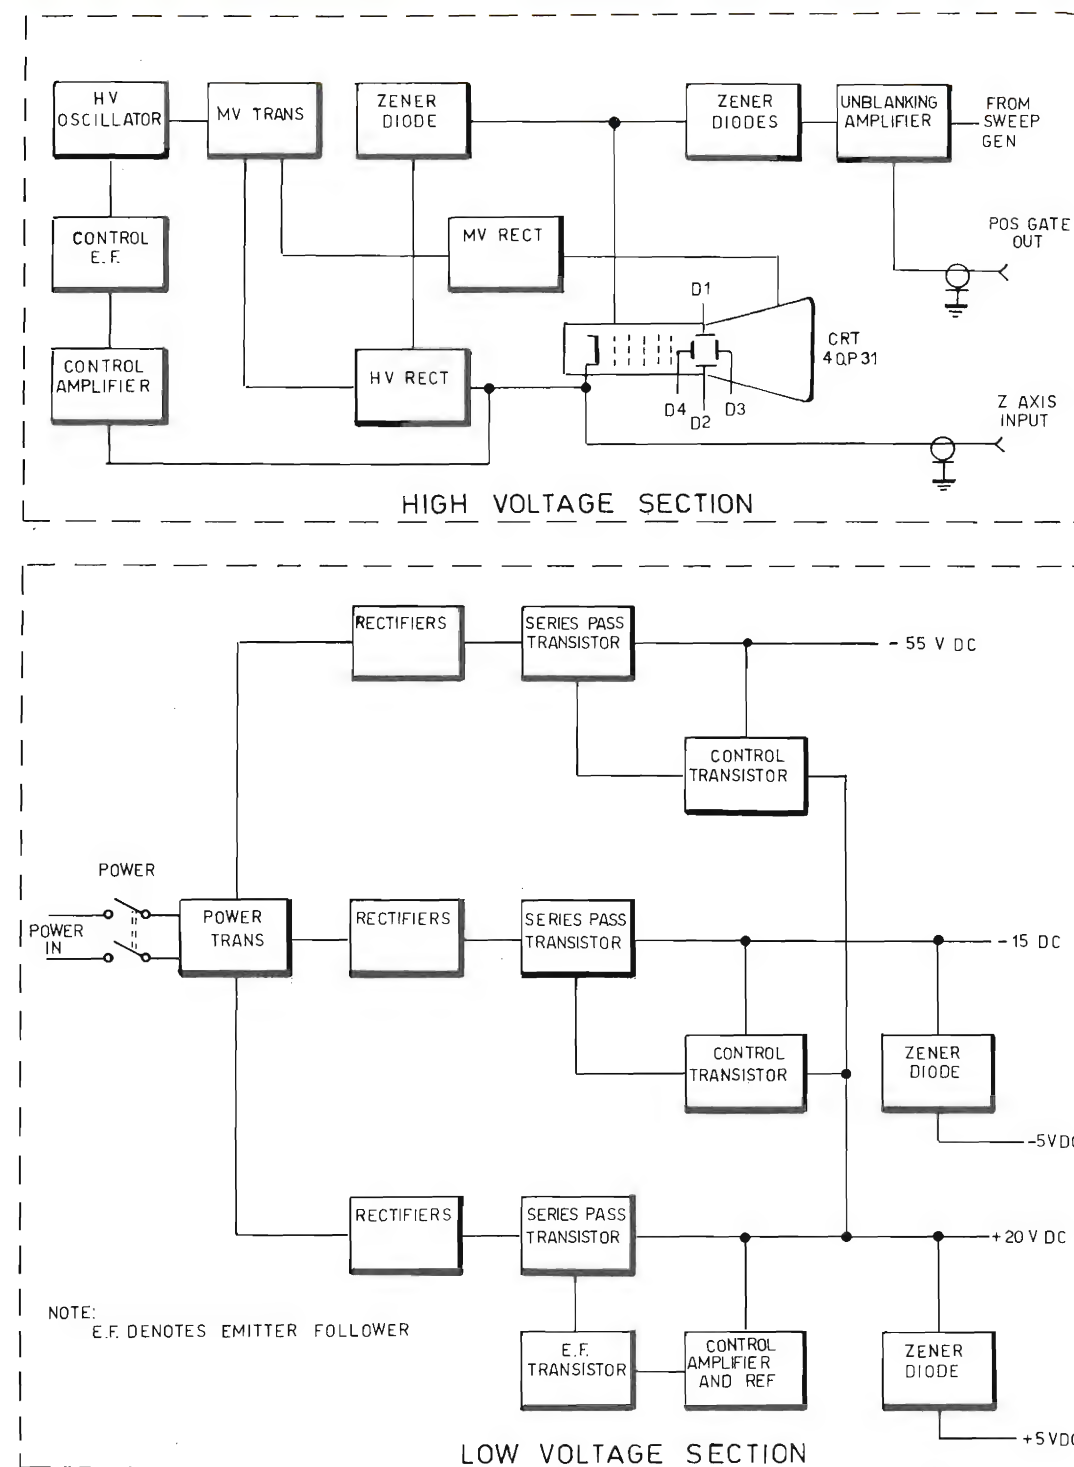 HV
OSCILLATOR
MV TRANS
ZENER
DIODE
ZENER
DIODES
UNBLANKING
AMPLIFIER
FROM
SWEEP
GEN
CONTROL
E.F.
MV RECT
POS GATE
OUT
D1
CONTROL
AMPLIFIER
HV RECT
CRT
4QP31
D4
D2
D3
Z AXIS
INPUT
HIGH VOLTAGE SECTION
RECTIFIERS
SERIES PASS
TRANSISTOR
- 55 V DC
CONTROL
TRANSISTOR
POWER
POWER
IN
POWER
TRANS
RECTIFIERS
SERIES PASS
TRANSISTOR
-15 DC
CONTROL
TRANSISTOR
ZENER
DIODE
-5VDC
RECTIFIERS
SERIES PASS
TRANSISTOR
+20 V DC
NOTE:
E.F. DENOTES EMITTER FOLLOWER
E.F.
TRANSISTOR
CONTROL
AMPLIFIER
AND REF
ZENER
DIODE
+5VDC
LOW VOLTAGE SECTION